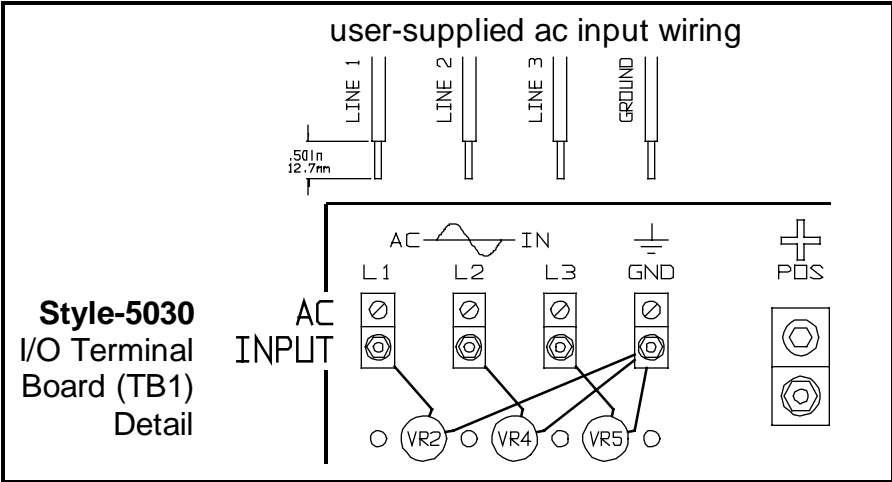 user-supplied ac input wiring
LINE 1
LINE 2
LINE 3
GROUND
.50in
12.7mm
AC IN
L1 L2 L3 GND POS
Style-5030
I/O Terminal
Board (TB1)
Detail
AC
INPUT
VR2 VR4 VR5